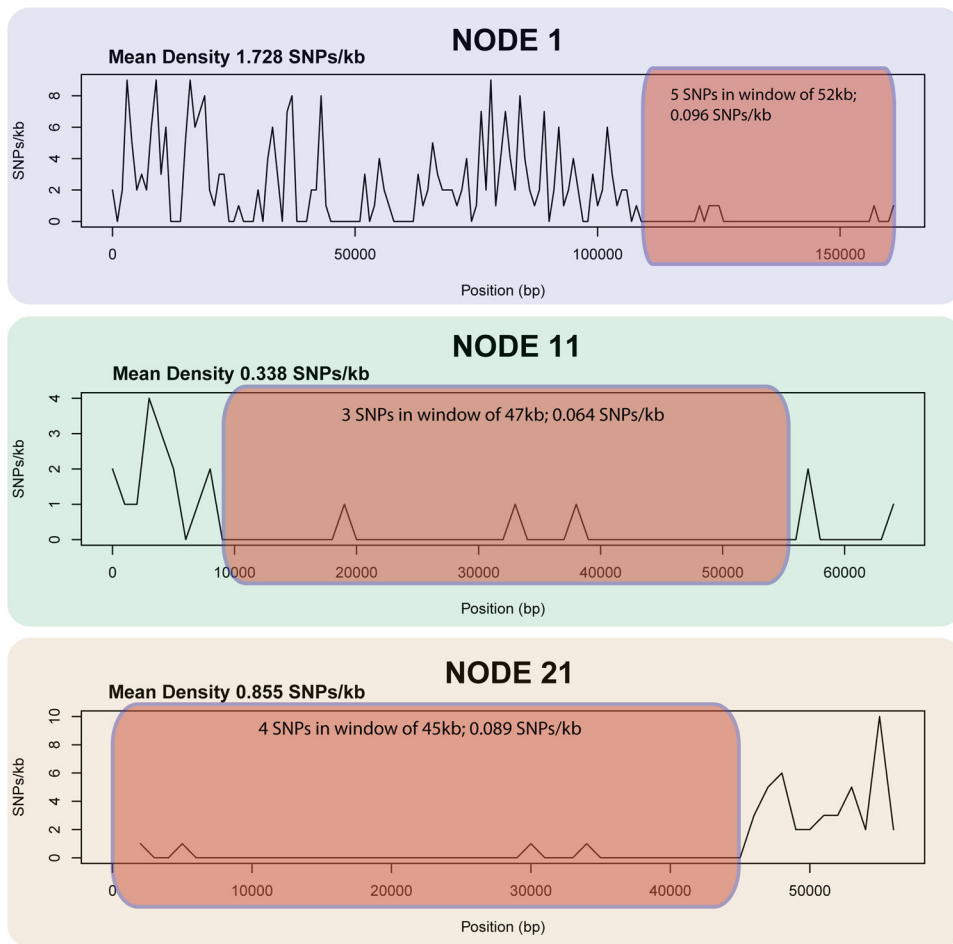 NODE 1
Mean Density 1.728 SNPs/kb
5 SNPs in window of 52kb;
0.096 SNPs/kb
SNPs/kb
8
6
4
2
0
0 50000 100000 150000
Position (bp)
NODE 11
Mean Density 0.338 SNPs/kb
3 SNPs in window of 47kb; 0.064 SNPs/kb
SNPs/kb
4
3
2
1
0
0 10000 20000 30000 40000 50000 60000
Position (bp)
NODE 21
Mean Density 0.855 SNPs/kb
4 SNPs in window of 45kb; 0.089 SNPs/kb
SNPs/kb
10
8
6
4
2
0
0 10000 20000 30000 40000 50000
Position (bp)